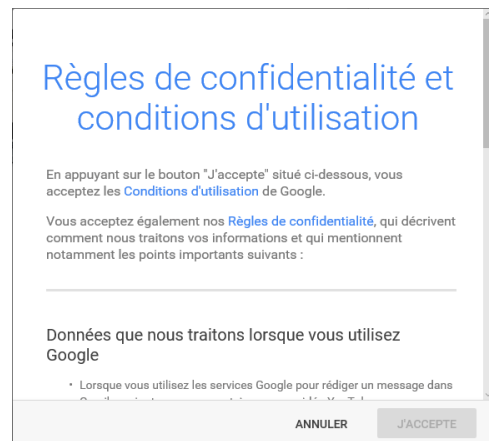 Règles de confidentialité et
conditions d'utilisation
En appuyant sur le bouton "J'accepte" situé ci-dessous, vous
acceptez les Conditions d'utilisation de Google.
Vous acceptez également nos Règles de confidentialité, qui décrivent
comment nous traitons vos informations et qui mentionnent
notamment les points importants suivants :
Données que nous traitons lorsque vous utilisez
Google
• Lorsque vous utilisez les services Google pour rédiger un message dans
ANNULER J'ACCEPTE